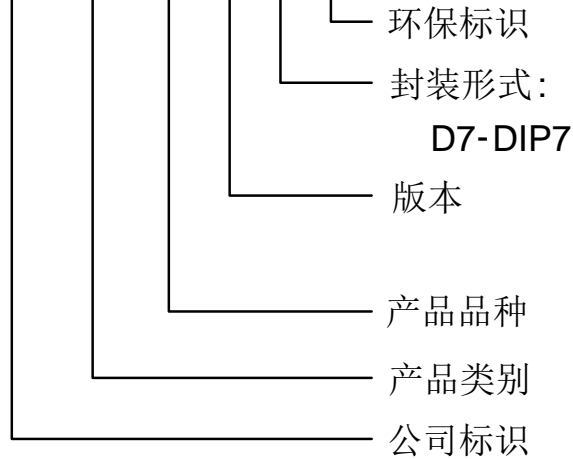 环保标识
封装形式:
D7-DIP7
版本
产品品种
产品类别
公司标识